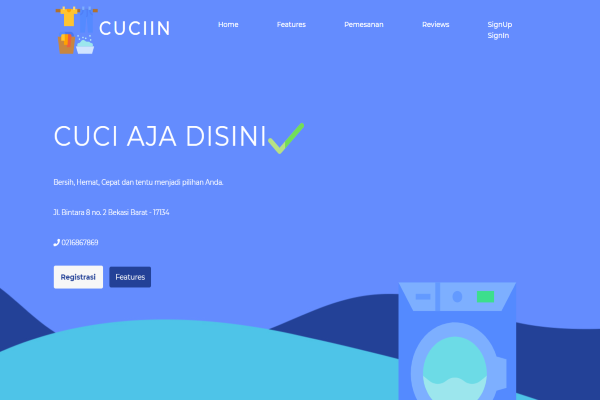 CUCIIN
Home
Features
Pemesanan
Reviews
SignUp
SignIn
CUCI AJA DISINI
Bersih, Hemat, Cepat dan tentu menjadi pilihan Anda.
Jl. Bintara 8 no. 2 Bekasi Barat - 17134
0216867869
Registrasi
Features